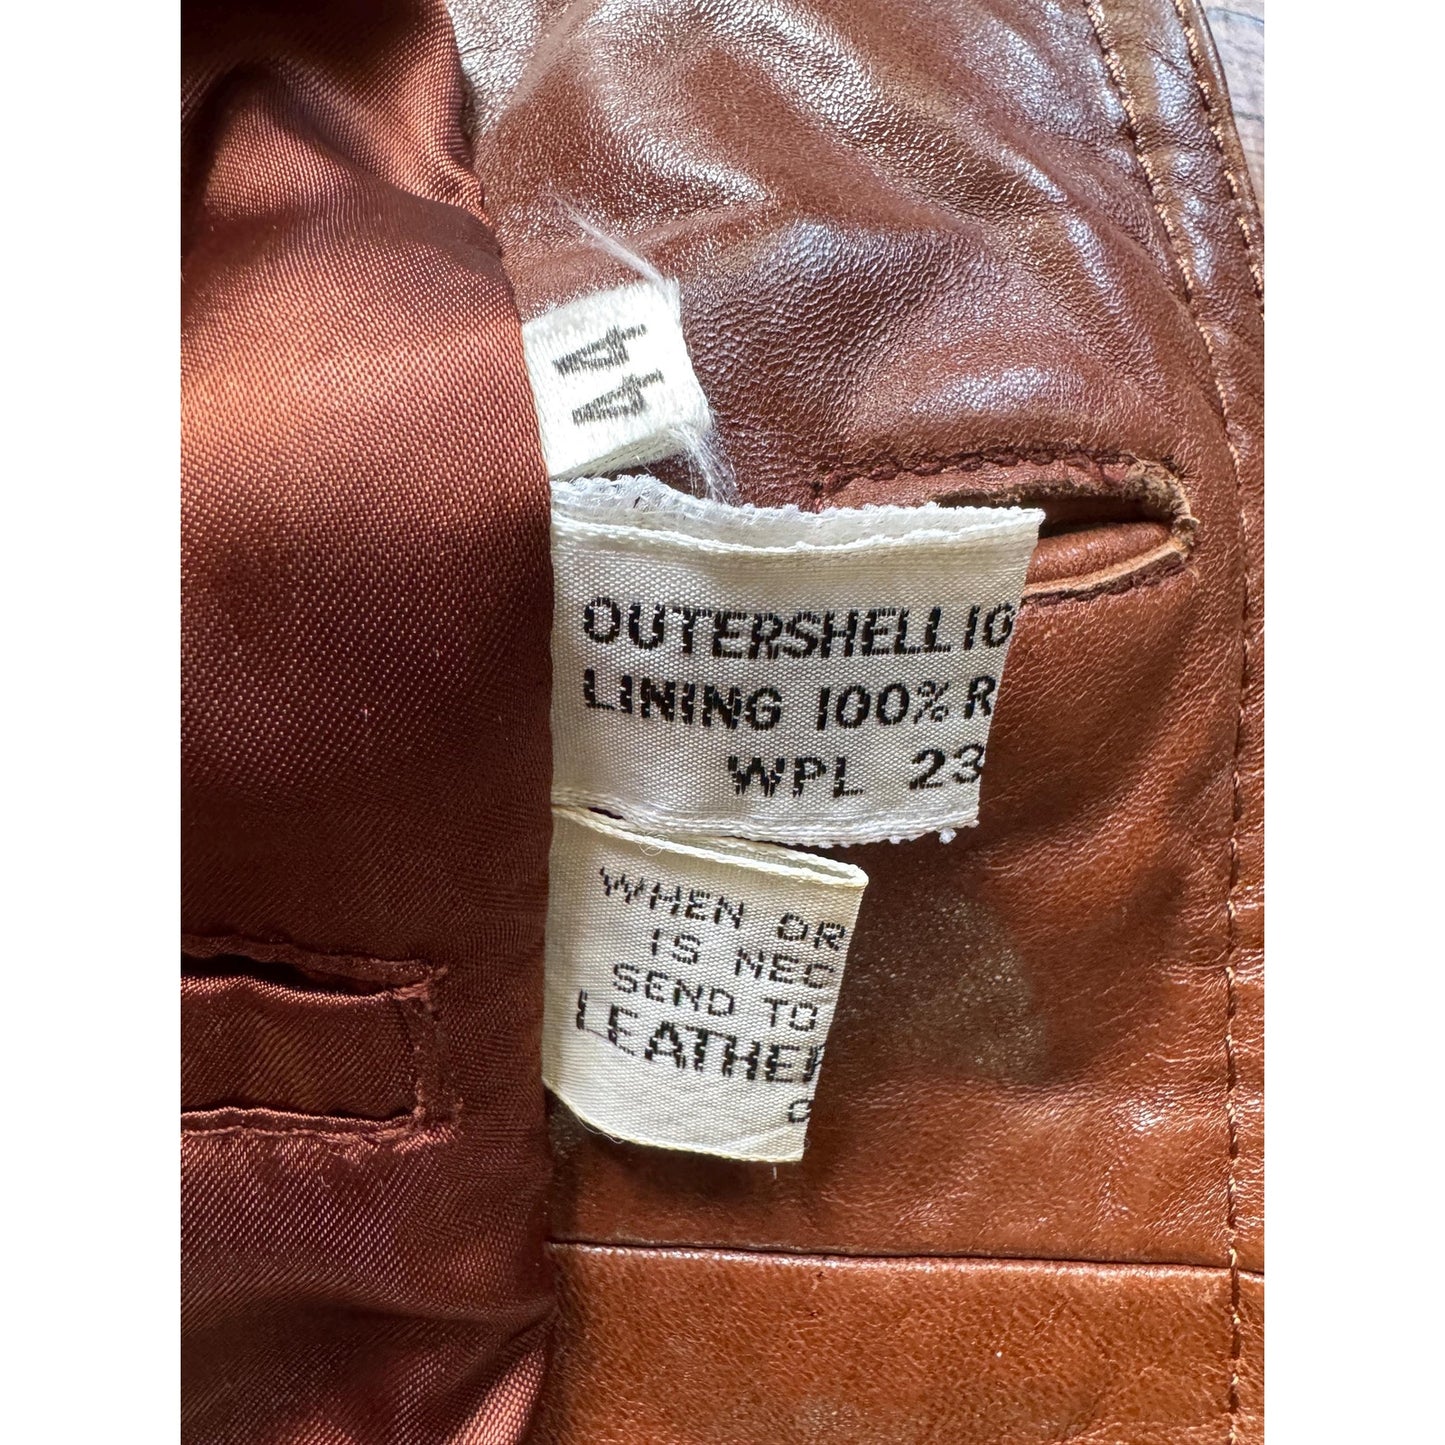 44
OUTERSHELL 10
LINING 100% R
WPL 23
WHEN OR
IS NEC
SEND TO
LEATHER
C